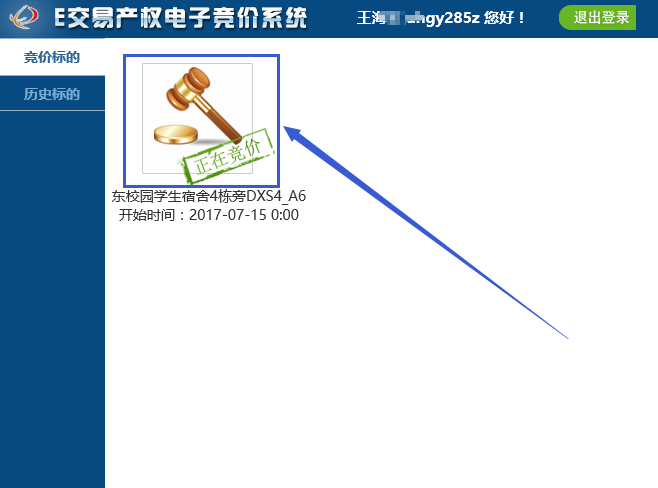 E交易产权电子竞价系统
王海 ngy285z 您好！
退出登录
竞价标的
历史标的
正在竞价
东校园学生宿舍4栋旁DXS4_A6
开始时间：2017-07-15 0:00